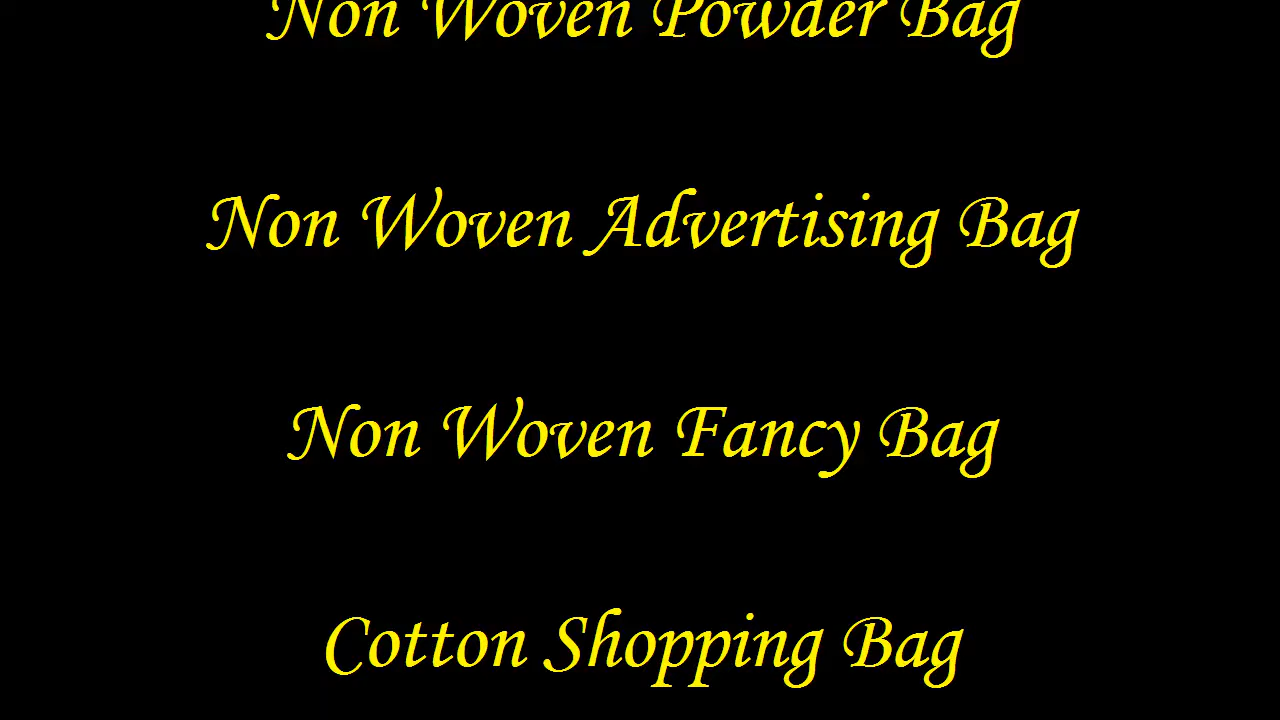 Non Woven Powder Bag
Non Woven Advertising Bag
Non Woven Fancy Bag
Cotton Shopping Bag